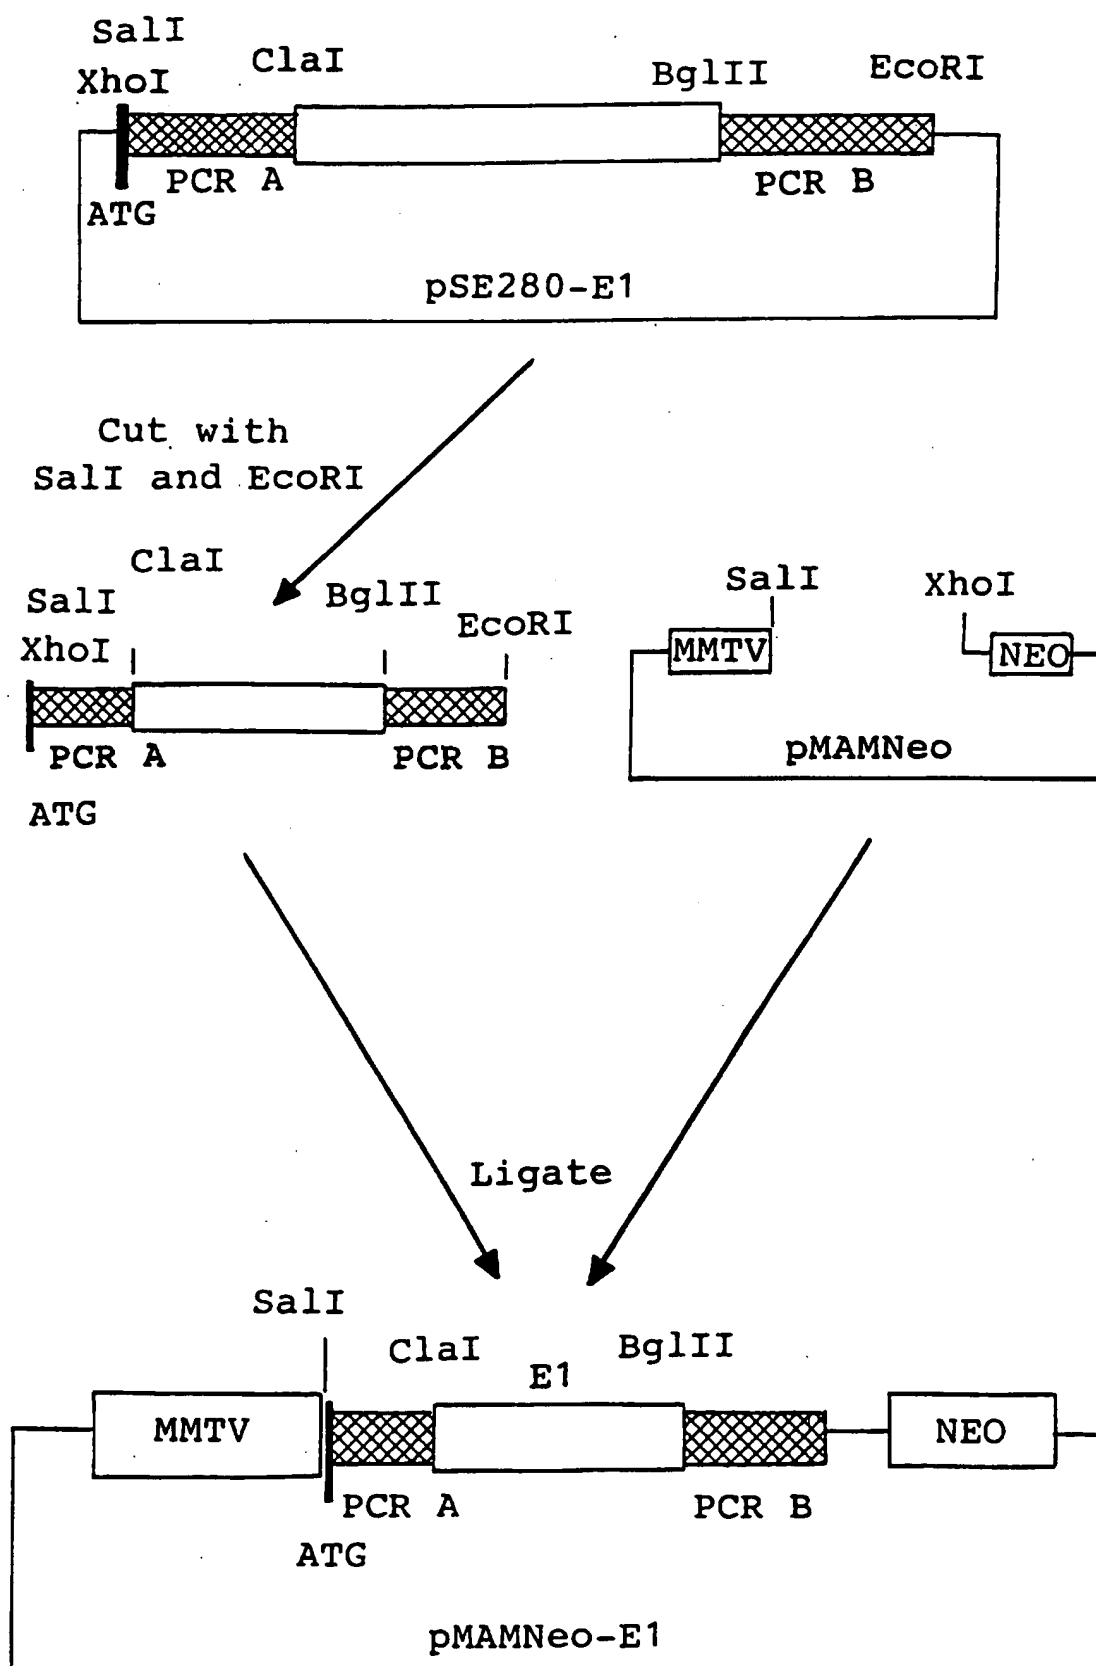 SalI
XhoI
ClaI
BglII
EcoRI
PCR A
PCR B
ATG
pSE280-E1
Cut with
SalI and EcoRI
ClaI
SalI
XhoI
BglII
EcoRI
PCR A
PCR B
ATG
SalI
XhoI
MMTV
NEO
pMAMNeo
Ligate
SalI
ClaI
E1
BglII
MMTV
NEO
PCR A
PCR B
ATG
pMAMNeo-E1